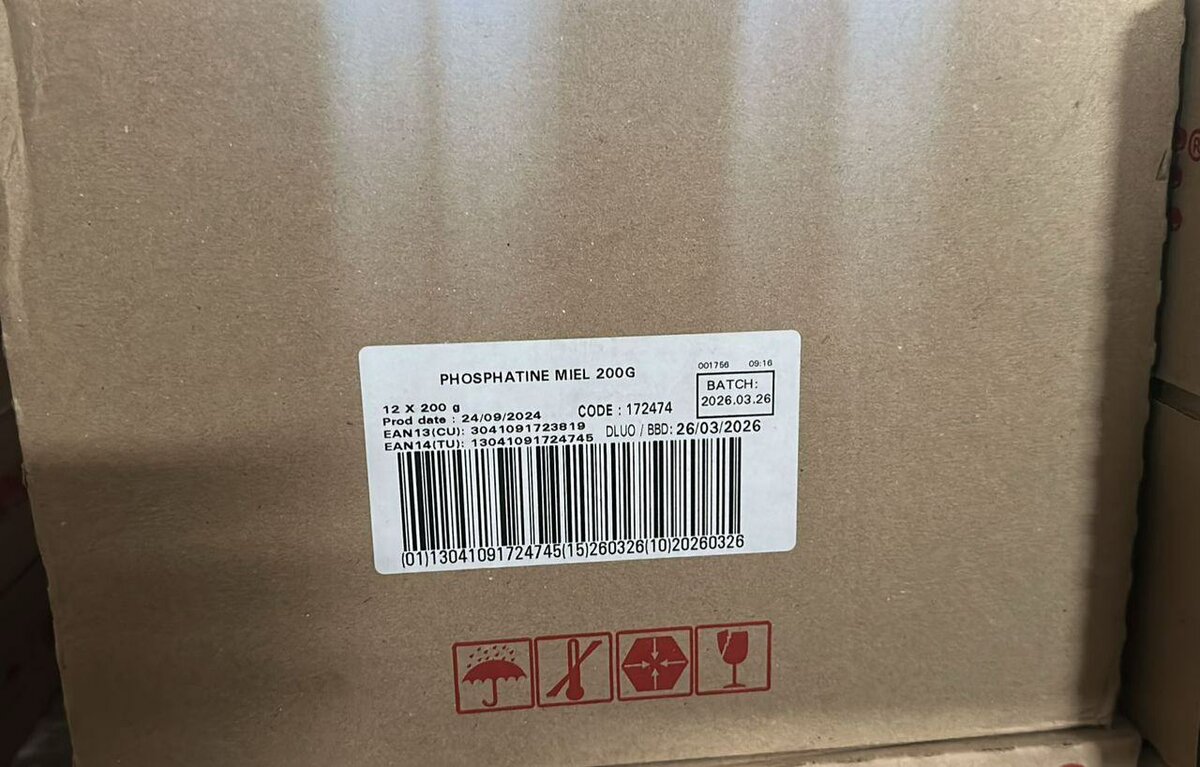 PHOSPHATINE MIEL 200G
001756 09:16
BATCH:
2026.03.26
12 X 200 g
Prod date : 24/09/2024
CODE : 172474
EAN13(CU): 3041091723819
DLUO / BBD: 26/03/2026
EAN14(TU): 13041091724745
(01)13041091724745(15)260326(10)20260326
®